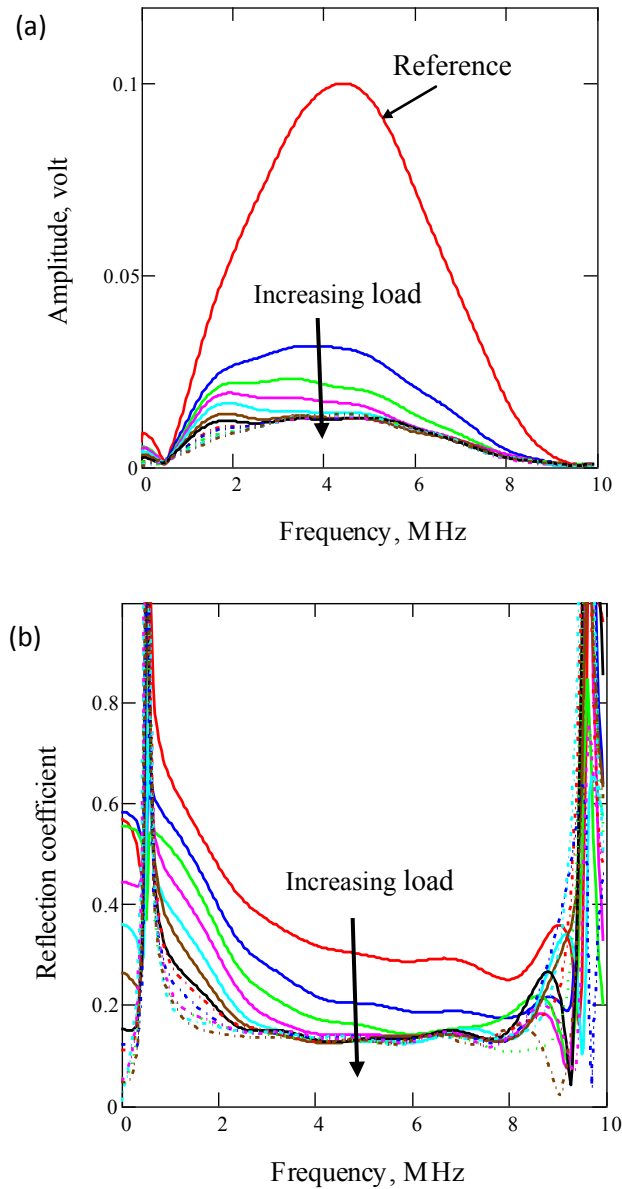 (a)
0.1
0.05
0
Amplitude, volt
Reference
Increasing load
0 2 4 6 8 10
Frequency, MHz
(b)
0.8
0.6
0.4
0.2
0
Reflection coefficient
Increasing load
0 2 4 6 8 10
Frequency, MHz